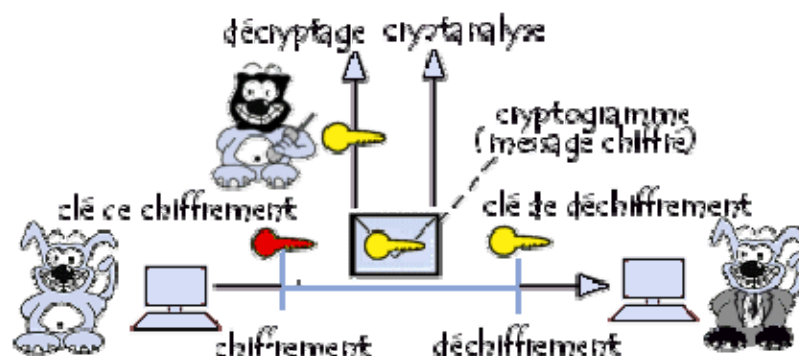 décryptage cryptanalyse
cryptogramme
(message chiffré)
clé de chiffrement
clé de déchiffrement
chiffrement
déchiffrement